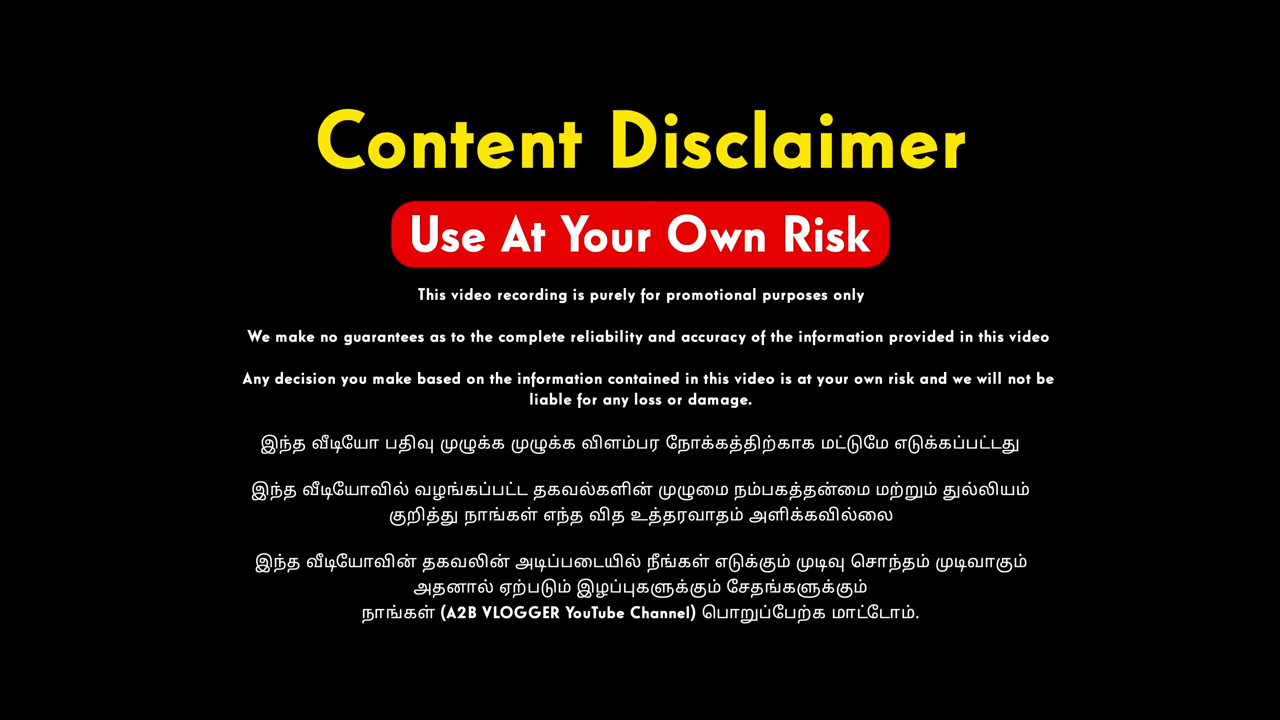 Content Disclaimer
Use At Your Own Risk
This video recording is purely for promotional purposes only
We make no guarantees as to the complete reliability and accuracy of the information provided in this video
Any decision you make based on the information contained in this video is at your own risk and we will not be
liable for any loss or damage.
இந்த வீடியோ பதிவு முழுக்க முழுக்க விளம்பர நோக்கத்திற்காக மட்டுமே எடுக்கப்பட்டது
இந்த வீடியோவில் வழங்கப்பட்ட தகவல்களின் முழுமை நம்பகத்தன்மை மற்றும் துல்லியம்
குறித்து நாங்கள் எந்த வித உத்தரவாதம் அளிக்கவில்லை
இந்த வீடியோவின் தகவலின் அடிப்படையில் நீங்கள் எடுக்கும் முடிவு சொந்தம் முடிவாகும்
அதனால் ஏற்படும் இழப்புகளுக்கும் சேதங்களுக்கும்
நாங்கள் (A2B VLOGGER YouTube Channel) பொறுப்பேற்க மாட்டோம்.